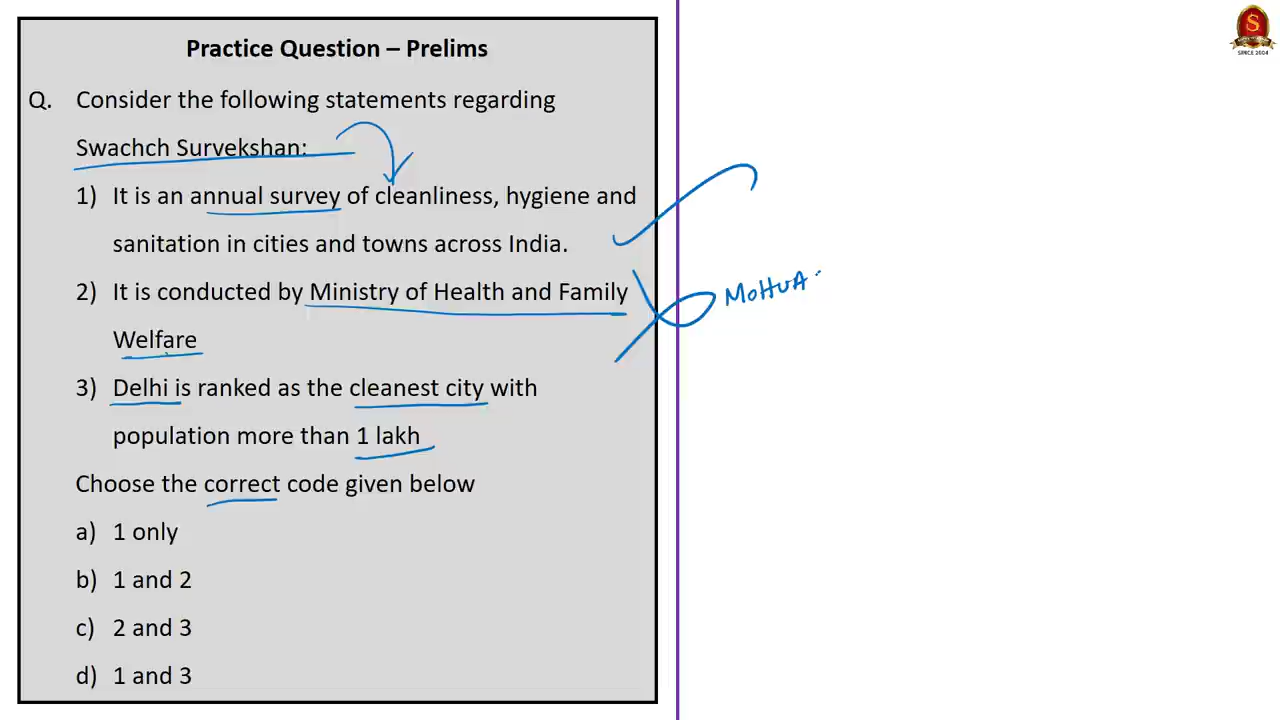 Practice Question – Prelims
Q. Consider the following statements regarding
Swachch Survekshan:
1) It is an annual survey of cleanliness, hygiene and
sanitation in cities and towns across India.
2) It is conducted by Ministry of Health and Family
Welfare
MoHUA
3) Delhi is ranked as the cleanest city with
population more than 1 lakh
Choose the correct code given below
a) 1 only
b) 1 and 2
c) 2 and 3
d) 1 and 3
S
SPICE 2004